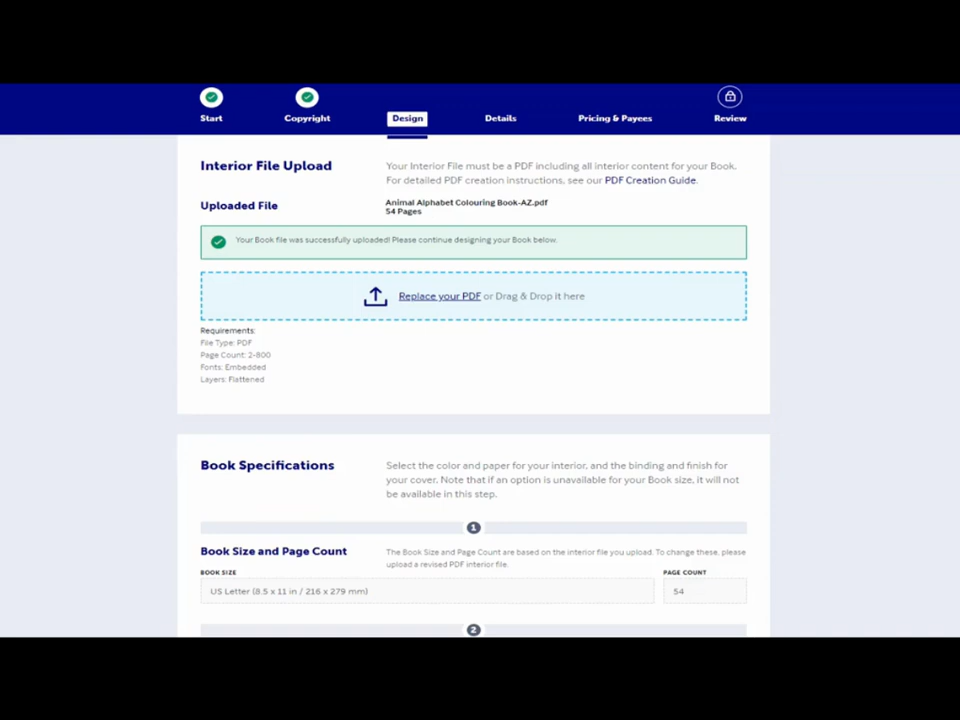 Start
Copyright
Design
Details
Pricing & Payees
Review
Interior File Upload
Your Interior File must be a PDF including all interior content for your Book.
For detailed PDF creation instructions, see our PDF Creation Guide.
Uploaded File
Animal Alphabet Colouring Book-AZ.pdf
54 Pages
Your Book file was successfully uploaded! Please continue designing your Book below.
Replace your PDF or Drag & Drop it here
Requirements:
File Type: PDF
Page Count: 2-800
Fonts: Embedded
Layers: Flattened
Book Specifications
Select the color and paper for your interior, and the binding and finish for
your cover. Note that if an option is unavailable for your Book size, it will not
be available in this step.
1
Book Size and Page Count
The Book Size and Page Count are based on the interior file you upload. To change these, please
upload a revised PDF interior file.
BOOK SIZE
PAGE COUNT
US Letter (8.5 x 11 in / 216 x 279 mm)
54
2